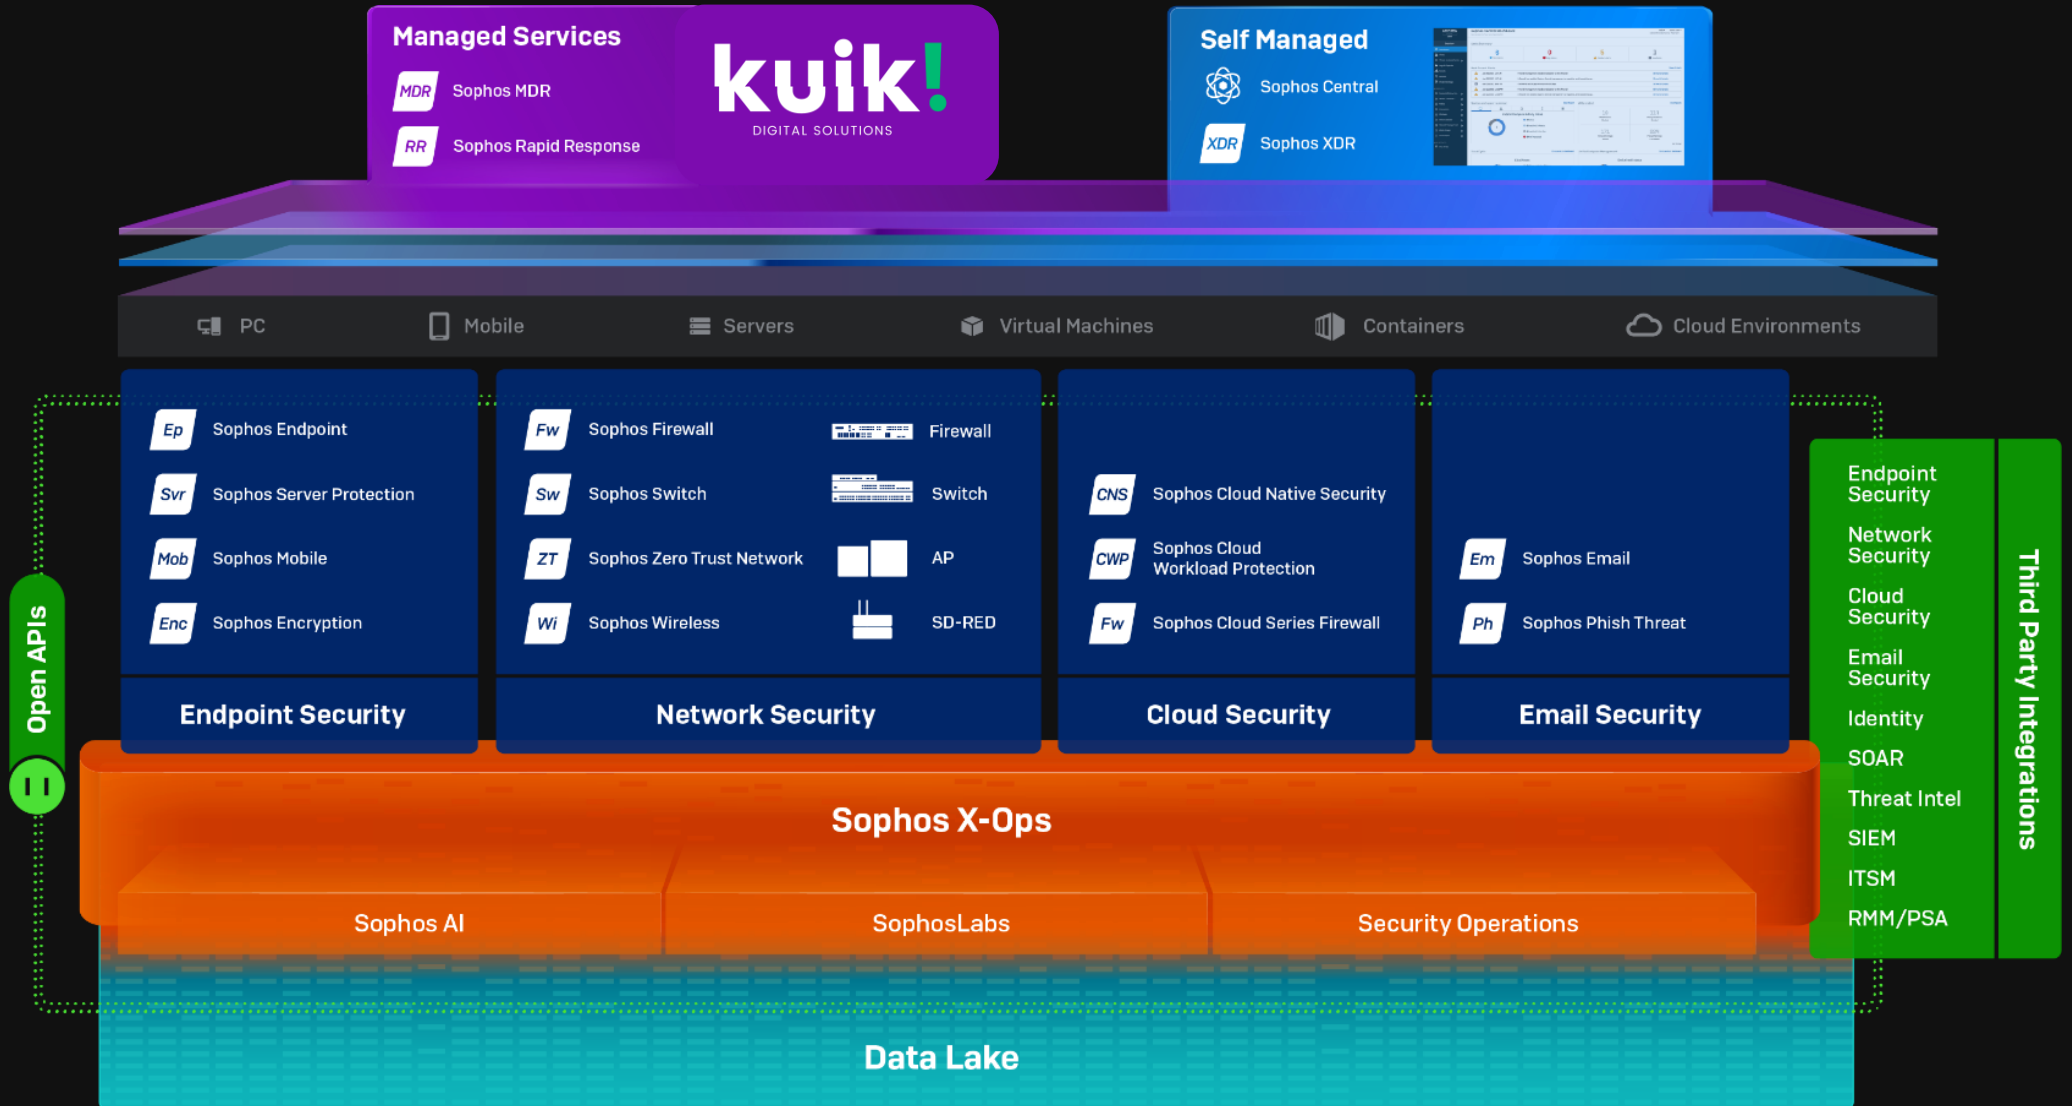 Managed Services
MDR
Sophos MDR
RR
Sophos Rapid Response
kuik!
DIGITAL SOLUTIONS
Self Managed
Sophos Central
XDR
Sophos XDR
PC
Mobile
Servers
Virtual Machines
Containers
Cloud Environments
Open APIs
Ep
Sophos Endpoint
Svr
Sophos Server Protection
Mob
Sophos Mobile
Enc
Sophos Encryption
Endpoint Security
Fw
Sophos Firewall
Firewall
Sw
Sophos Switch
Switch
ZT
Sophos Zero Trust Network
AP
Wi
Sophos Wireless
SD-RED
Network Security
CNS
Sophos Cloud Native Security
CWP
Sophos Cloud
Workload Protection
Fw
Sophos Cloud Series Firewall
Cloud Security
Em
Sophos Email
Ph
Sophos Phish Threat
Email Security
Endpoint
Security
Network
Security
Cloud
Security
Email
Security
Identity
SOAR
Threat Intel
SIEM
ITSM
RMM/PSA
Third Party Integrations
Sophos X-Ops
Sophos AI
SophosLabs
Security Operations
Data Lake